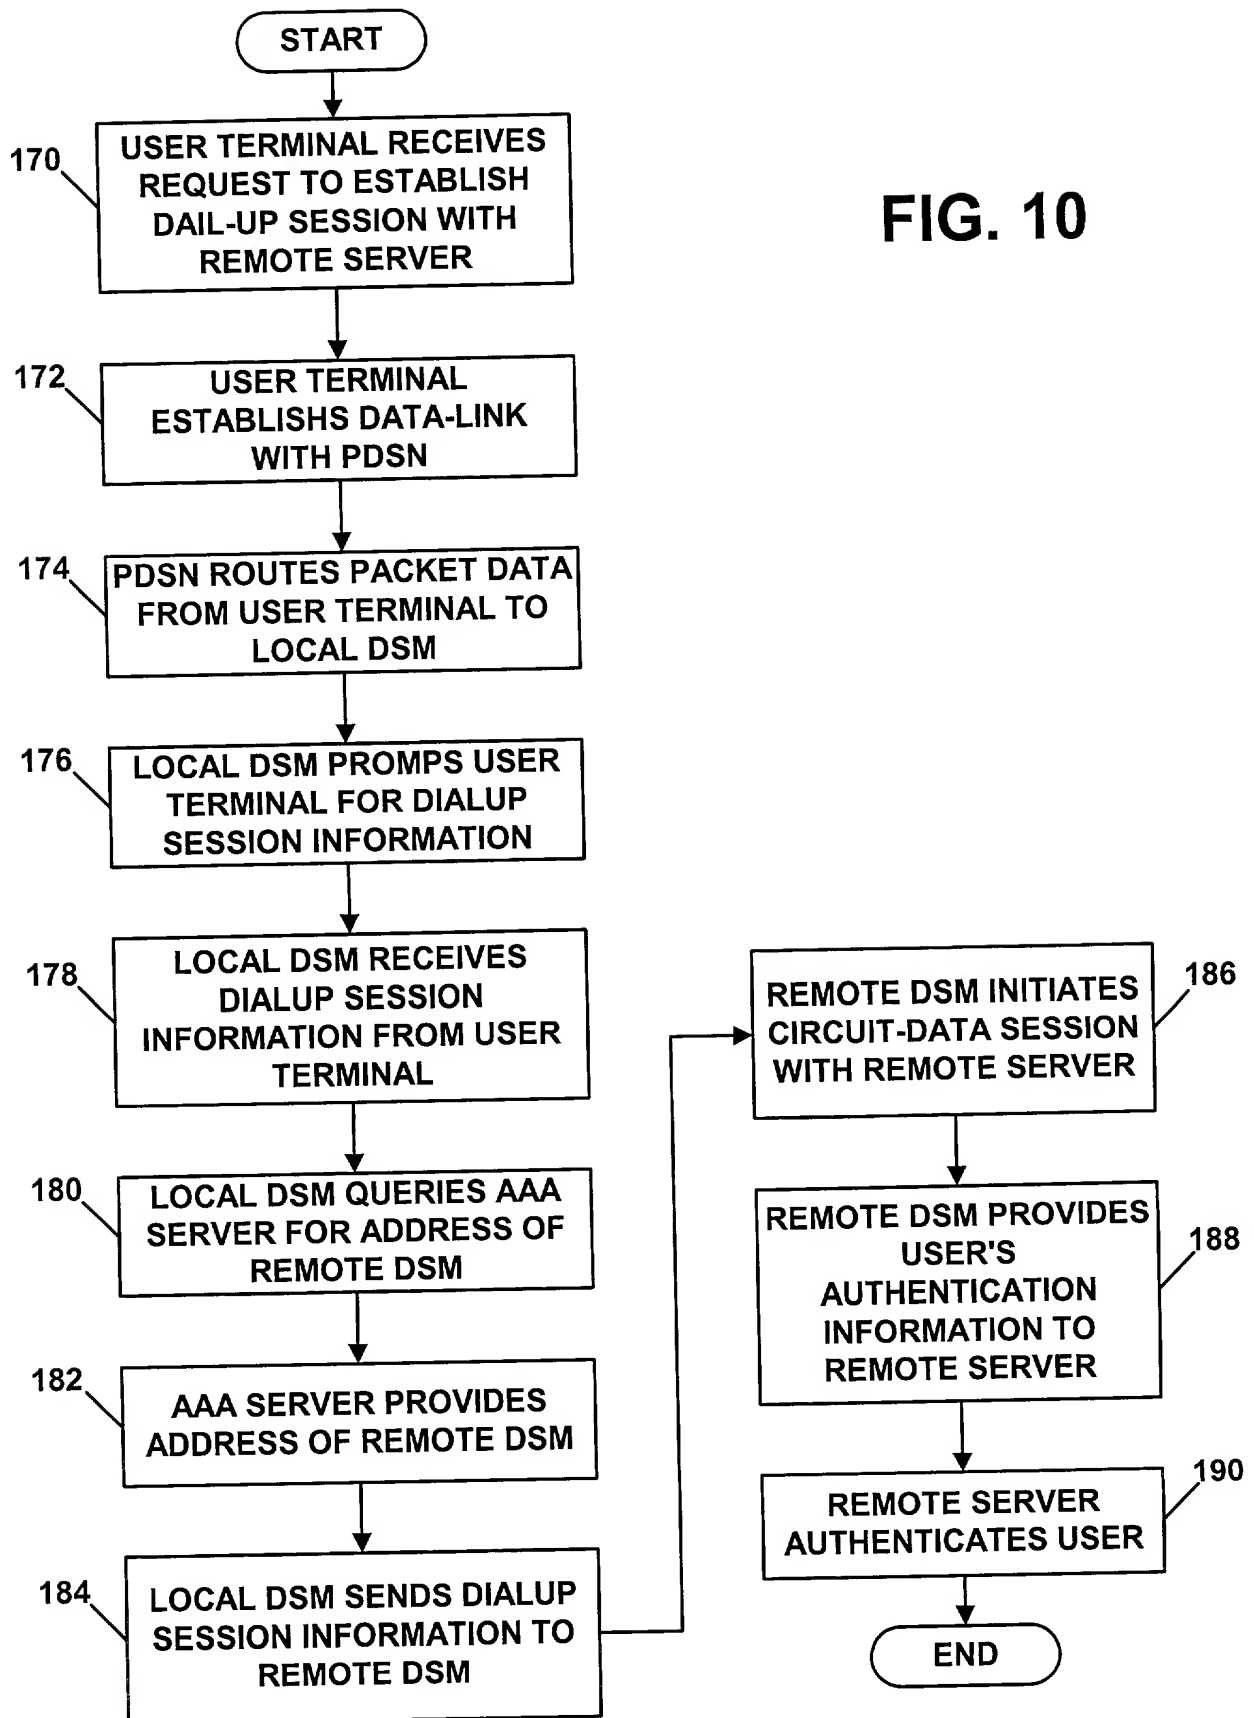 START
170
USER TERMINAL RECEIVES
REQUEST TO ESTABLISH
DAIL-UP SESSION WITH
REMOTE SERVER
FIG. 10
172
USER TERMINAL
ESTABLISHS DATA-LINK
WITH PDSN
174
PDSN ROUTES PACKET DATA
FROM USER TERMINAL TO
LOCAL DSM
176
LOCAL DSM PROMPS USER
TERMINAL FOR DIALUP
SESSION INFORMATION
178
LOCAL DSM RECEIVES
DIALUP SESSION
INFORMATION FROM USER
TERMINAL
180
LOCAL DSM QUERIES AAA
SERVER FOR ADDRESS OF
REMOTE DSM
182
AAA SERVER PROVIDES
ADDRESS OF REMOTE DSM
184
LOCAL DSM SENDS DIALUP
SESSION INFORMATION TO
REMOTE DSM
186
REMOTE DSM INITIATES
CIRCUIT-DATA SESSION
WITH REMOTE SERVER
188
REMOTE DSM PROVIDES
USER'S
AUTHENTICATION
INFORMATION TO
REMOTE SERVER
190
REMOTE SERVER
AUTHENTICATES USER
END